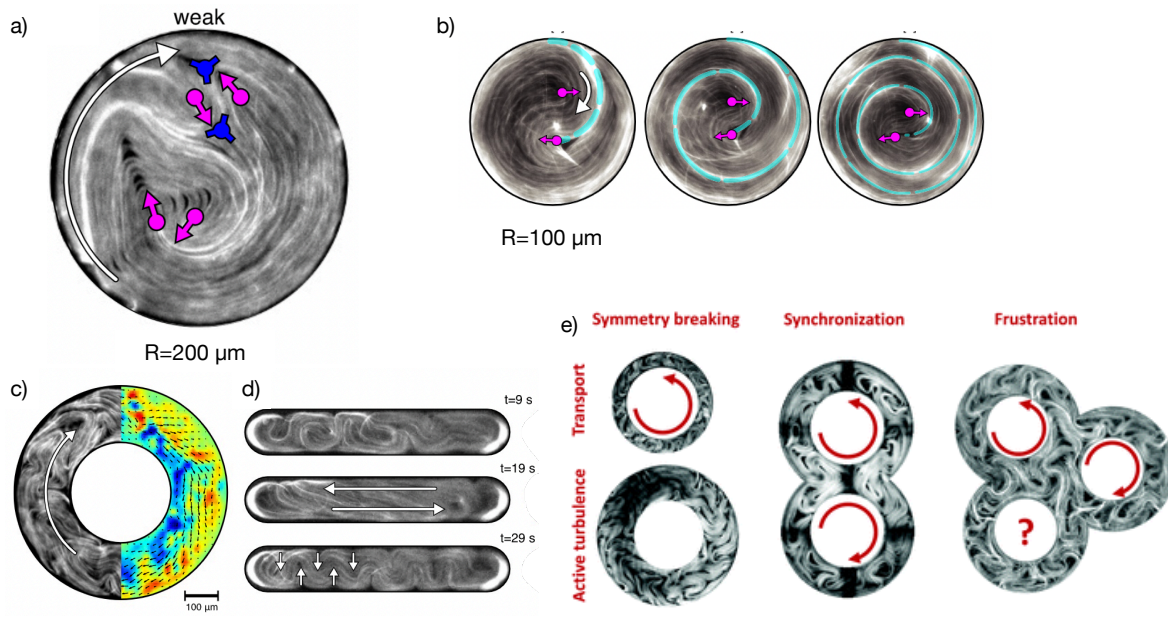 a)
weak
R=200 µm
b)
R=100 µm
c)
100 µm
d)
t=9 s
t=19 s
t=29 s
e)
Symmetry breaking
Synchronization
Frustration
Transport
Active turbulence
?